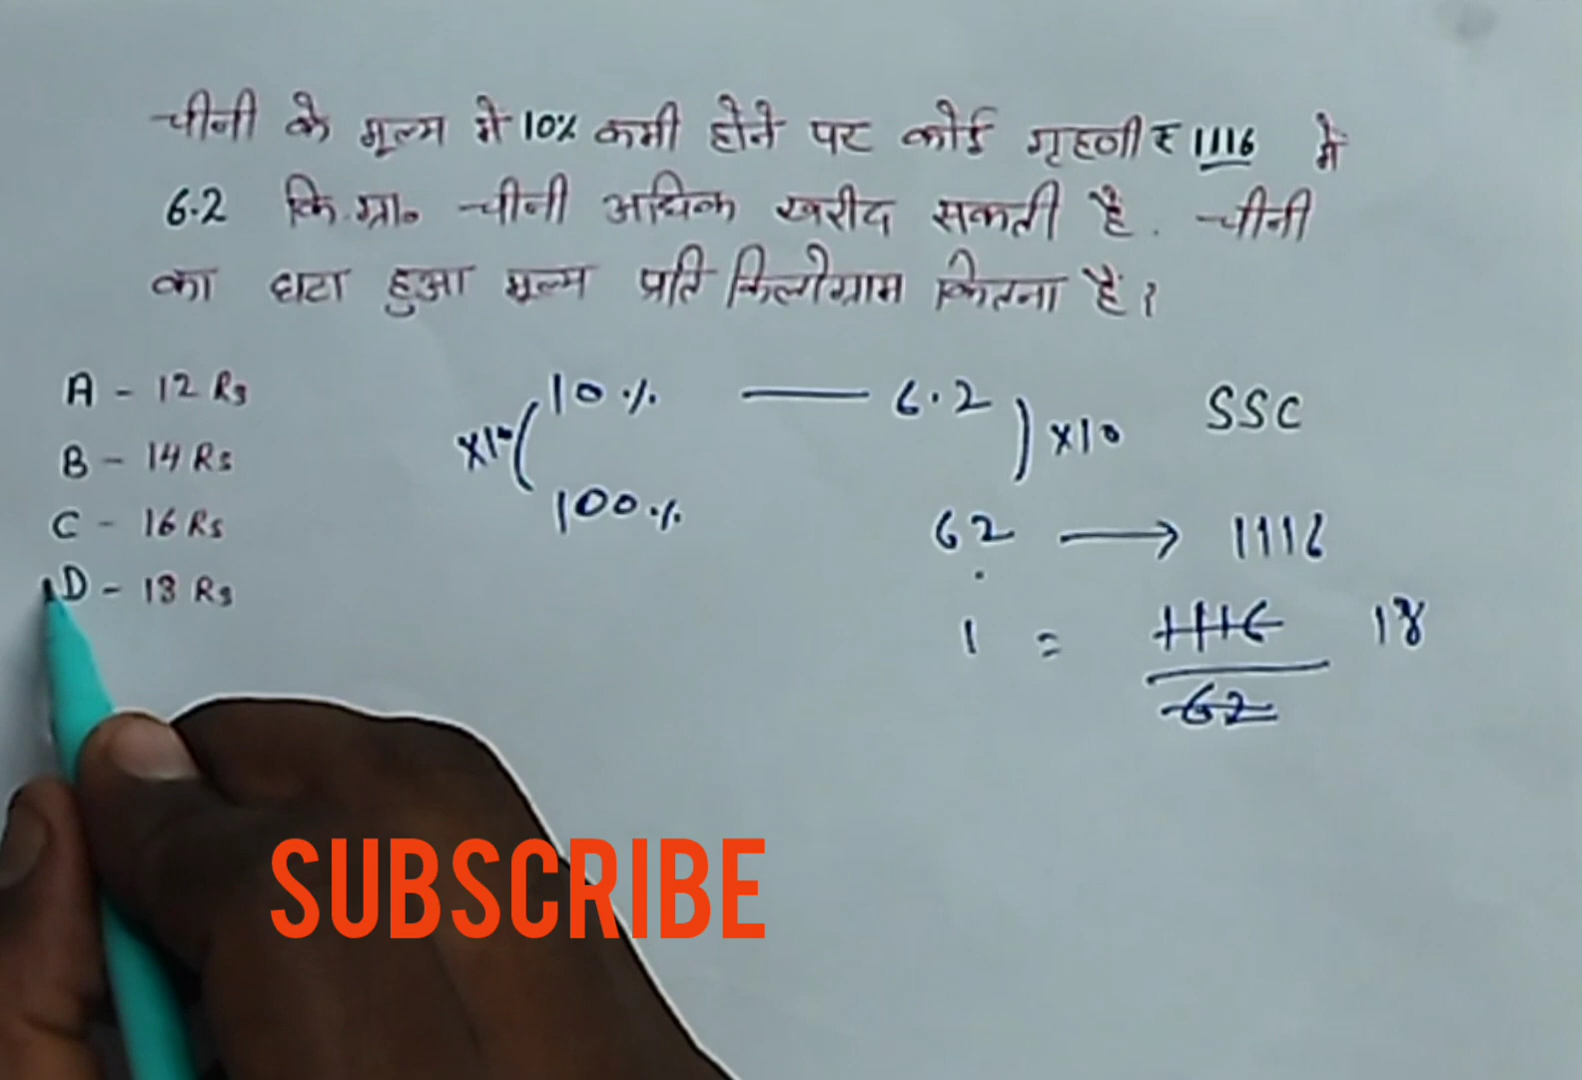 चीनी के मूल्य में 10% कमी होने पर कोई गृहणी ₹ 1116 में
6.2 कि.ग्रा० चीनी अधिक खरीद सकती है. चीनी
का घटा हुआ मूल्य प्रति किलोग्राम कितना है?
A - 12 Rs
B - 14 Rs
C - 16 Rs
D - 18 Rs
10% — 6.2
×10 ( ) ×10
100%
SSC
62 → 1116
1 = 1116/62 18
SUBSCRIBE